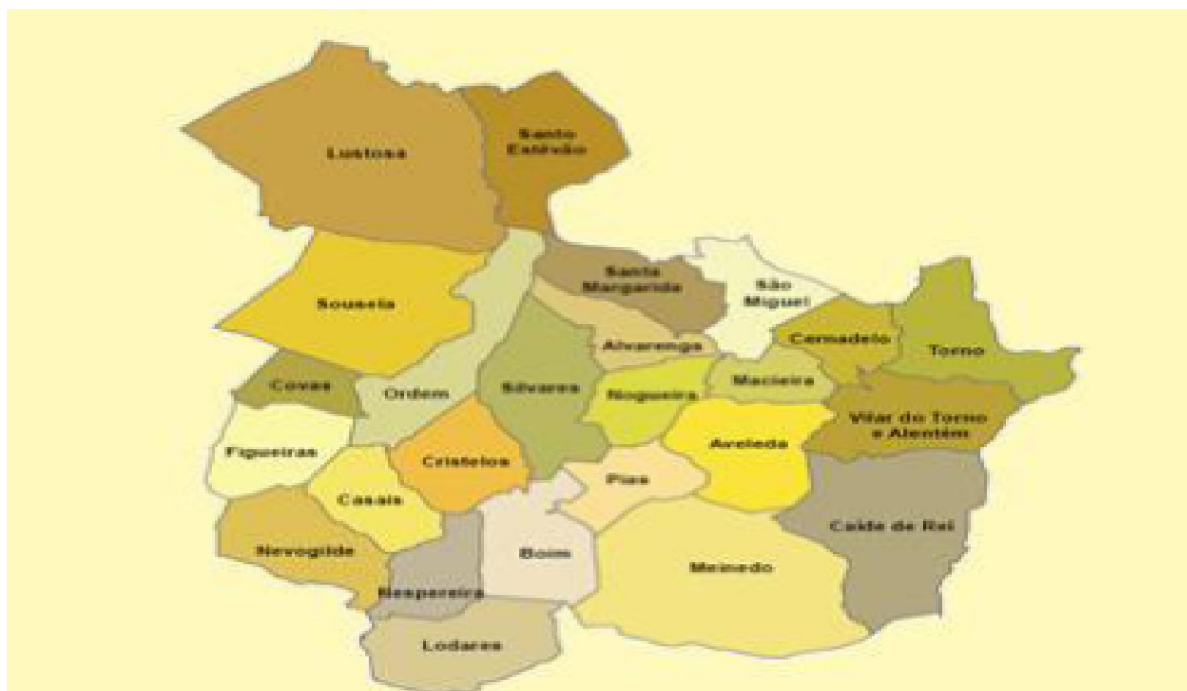 Santo
Estêvão
Lustosa
Santa
Margarida
São
Miguel
Sousela
Cernadelo
Alvarenga
Torno
Covas
Ordem
Silvares
Nogueira
Macieira
Vilar do Torno
e Alentém
Figueiras
Cristelos
Aveleda
Casais
Pias
Caíde de Rei
Nevogilde
Boim
Meinedo
Nespereira
Lodares